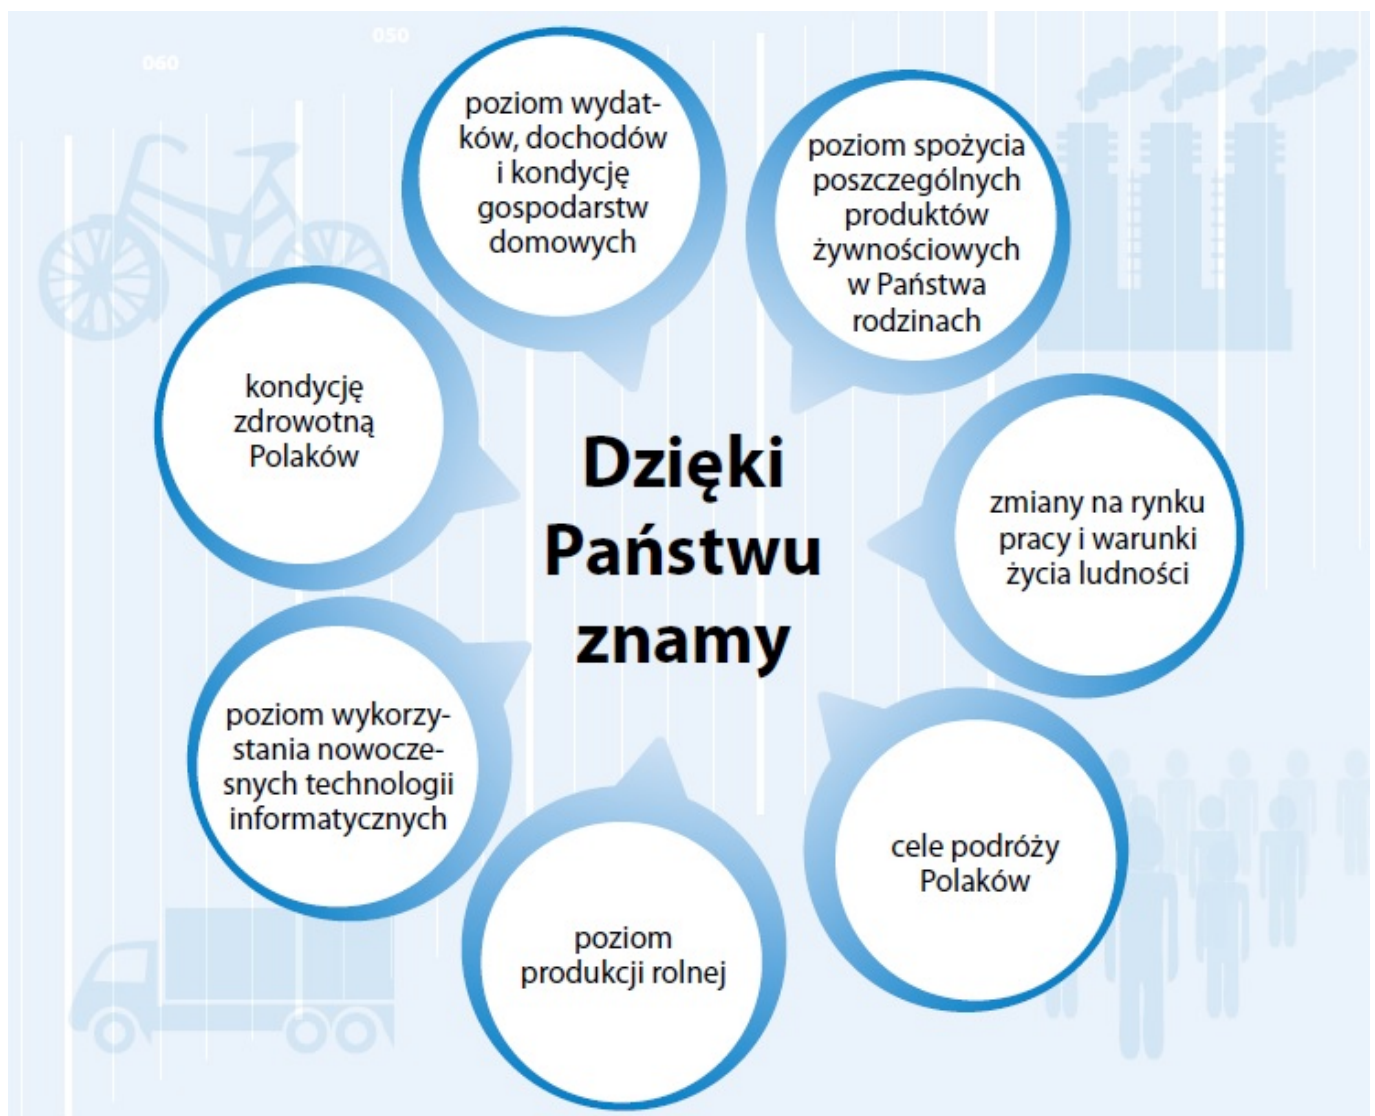 050
060
poziom wydat-
ków, dochodów
i kondycję
gospodarstw
domowych
poziom spożycia
poszczególnych
produktów
żywnościowych
w Państwa
rodzinach
kondycję
zdrowotną
Polaków
Dzięki
Państwu
znamy
zmiany na rynku
pracy i warunki
życia ludności
poziom wykorzy-
stania nowocze-
snych technologii
informatycznych
cele podróży
Polaków
poziom
produkcji rolnej